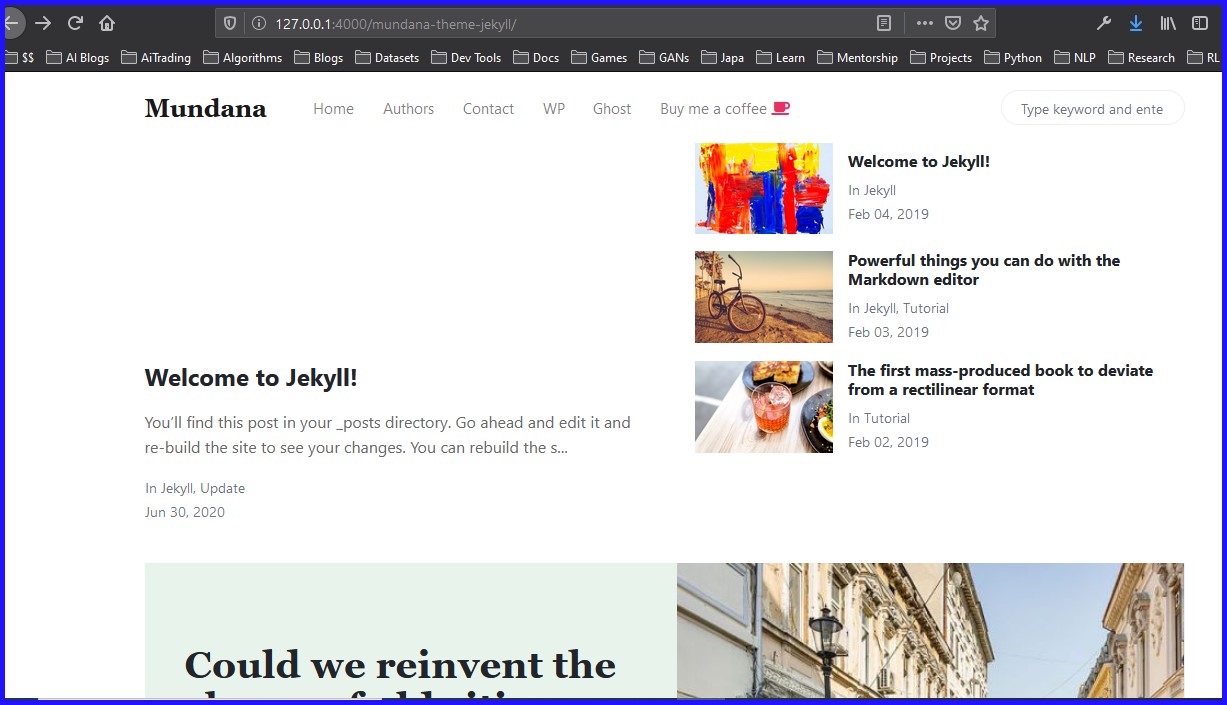 127.0.0.1:4000/mundana-theme-jekyll/
$$ AI Blogs AiTrading Algorithms Blogs Datasets Dev Tools Docs Games GANs Japa Learn Mentorship Projects Python NLP Research RL
Mundana Home Authors Contact WP Ghost Buy me a coffee Type keyword and ente
Welcome to Jekyll!
In Jekyll
Feb 04, 2019
Powerful things you can do with the
Markdown editor
In Jekyll, Tutorial
Feb 03, 2019
The first mass-produced book to deviate
from a rectilinear format
In Tutorial
Feb 02, 2019
Welcome to Jekyll!
You’ll find this post in your _posts directory. Go ahead and edit it and
re-build the site to see your changes. You can rebuild the s...
In Jekyll, Update
Jun 30, 2020
Could we reinvent the